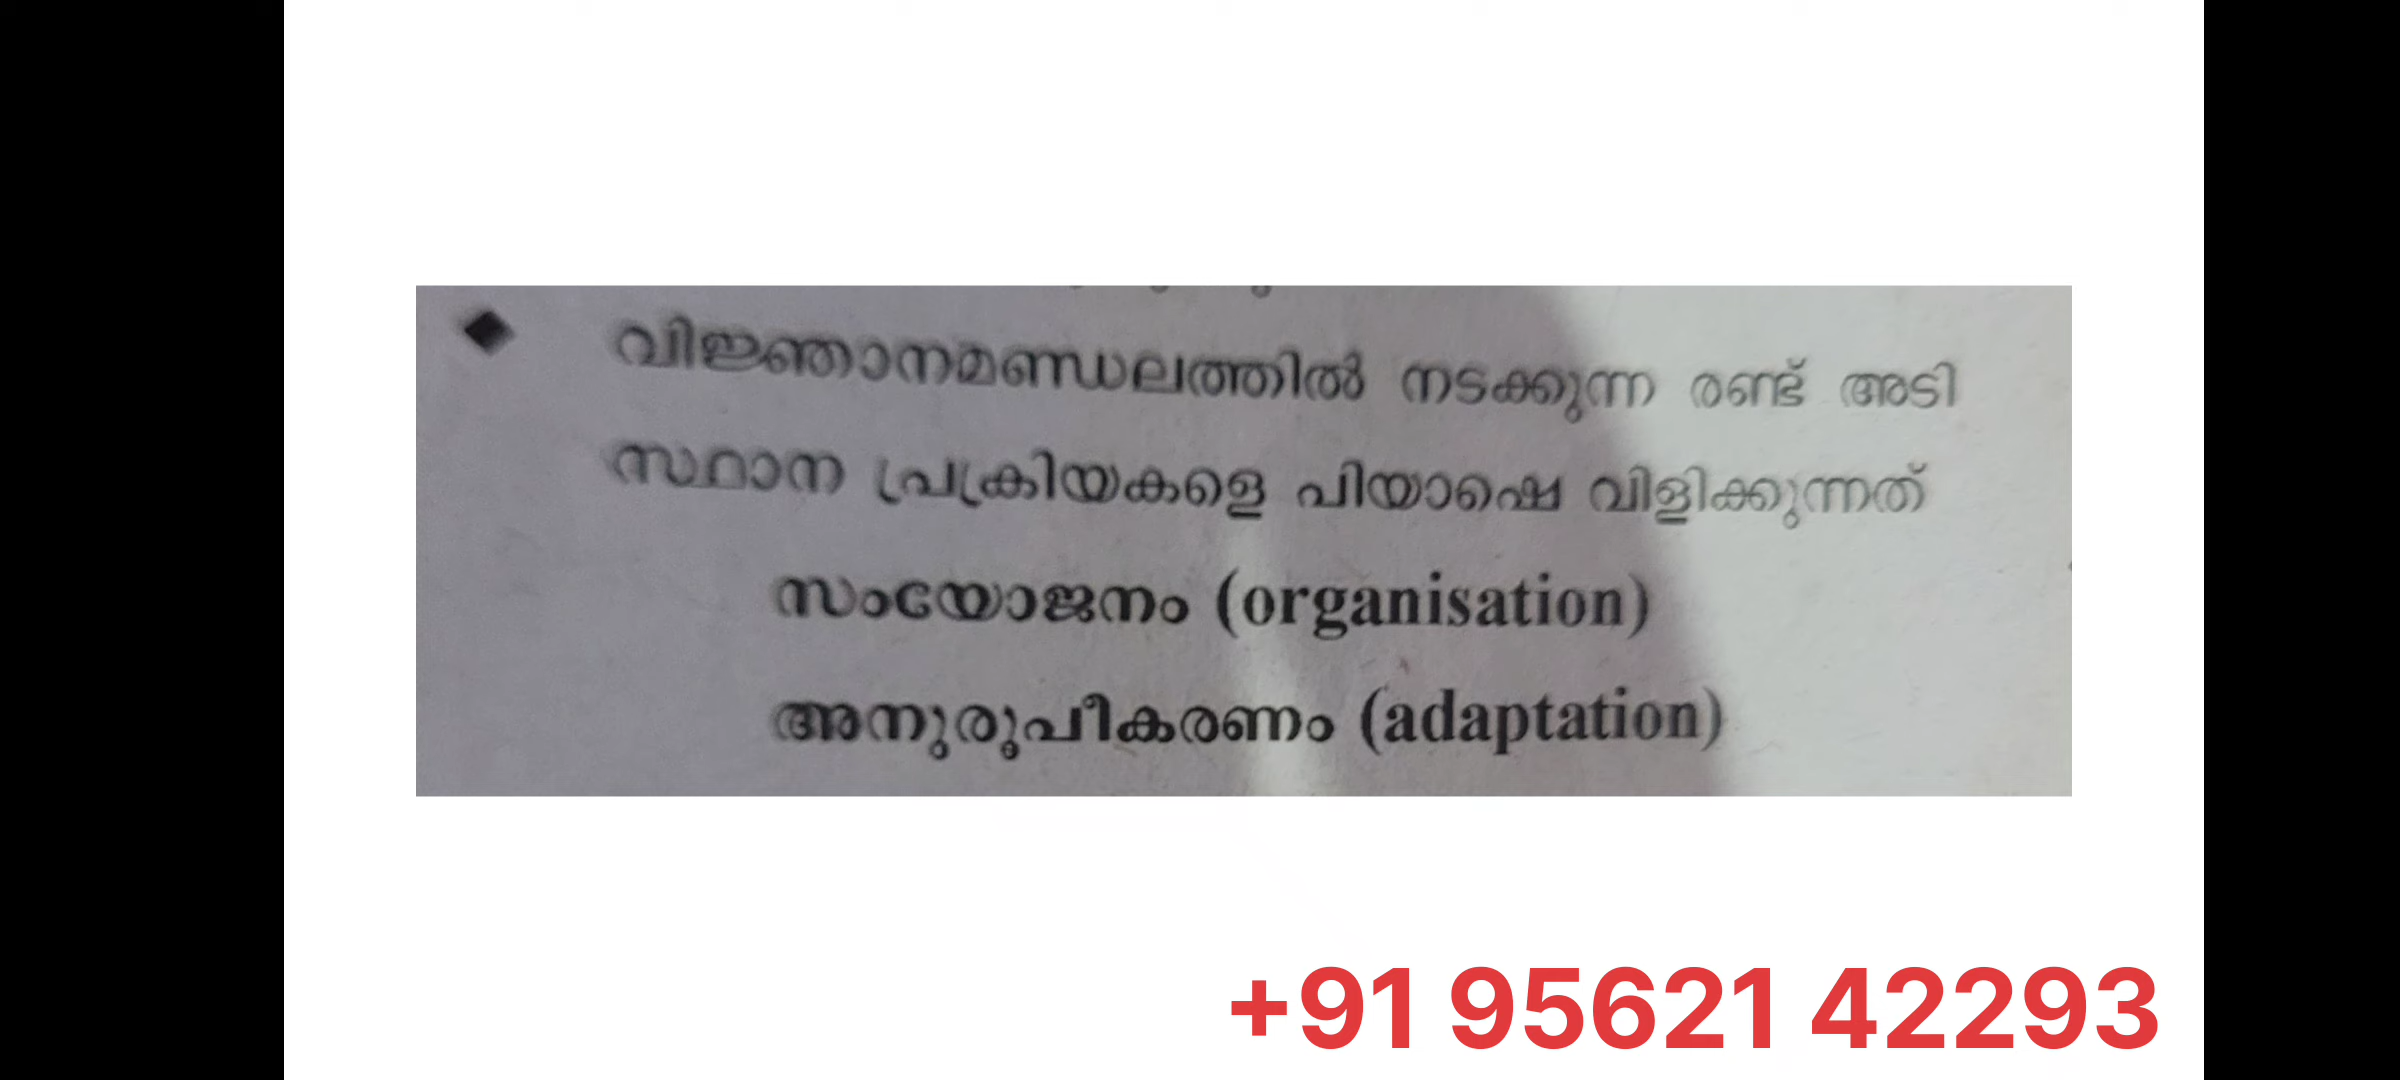 ◆ വിജ്ഞാനമണ്ഡലത്തിൽ നടക്കുന്ന രണ്ട് അടി
സ്ഥാന പ്രക്രിയകളെ പിയാഷെ വിളിക്കുന്നത്
സംയോജനം (organisation)
അനുരുപീകരണം (adaptation)
+91 95621 42293